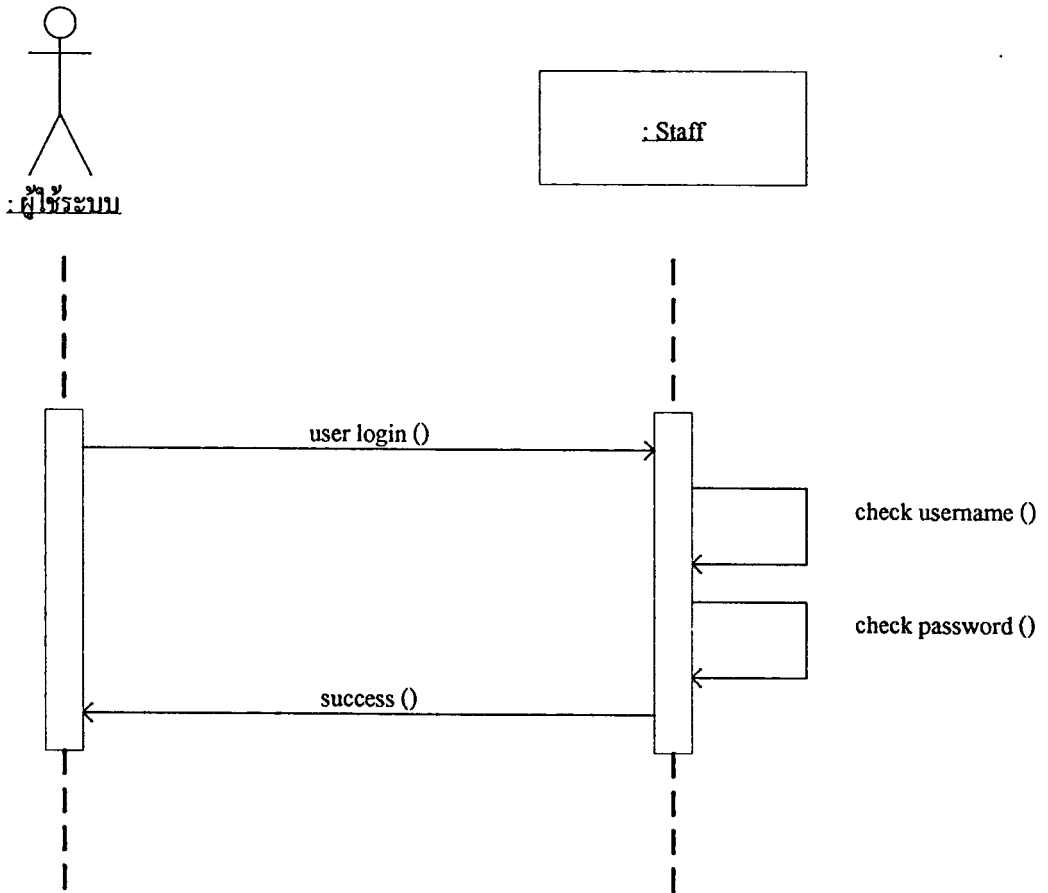 : Staff
: ผู้ใช้ระบบ
user login ()
check username ()
check password ()
success ()